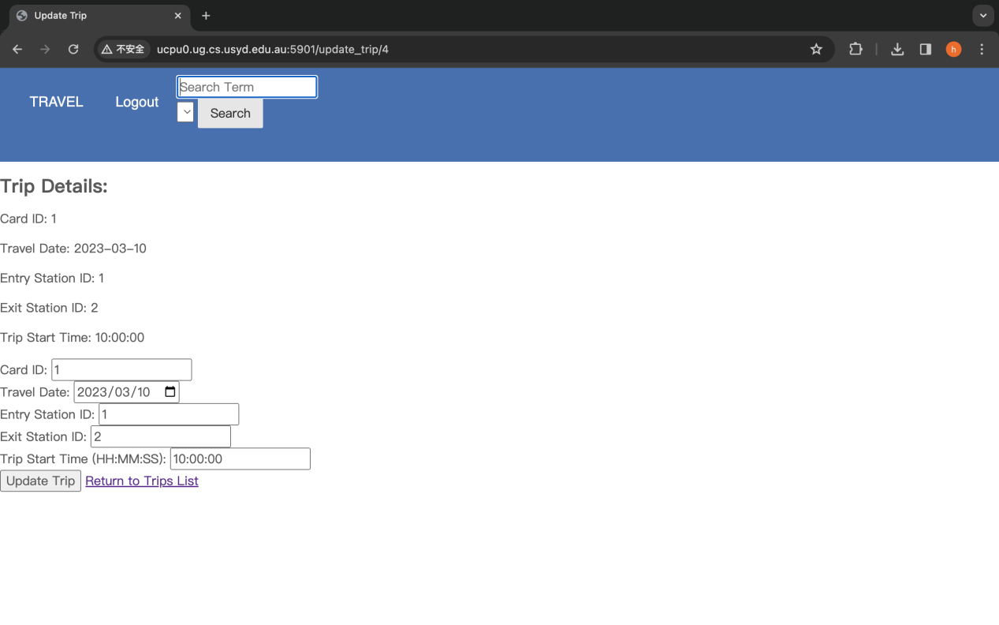 Update Trip
不安全 ucpu0.ug.cs.usyd.edu.au:5901/update_trip/4
h
TRAVEL
Logout
Search Term
Search
Trip Details:
Card ID: 1
Travel Date: 2023-03-10
Entry Station ID: 1
Exit Station ID: 2
Trip Start Time: 10:00:00
Card ID: 1
Travel Date: 2023/03/10
Entry Station ID: 1
Exit Station ID: 2
Trip Start Time (HH:MM:SS): 10:00:00
Update Trip Return to Trips List